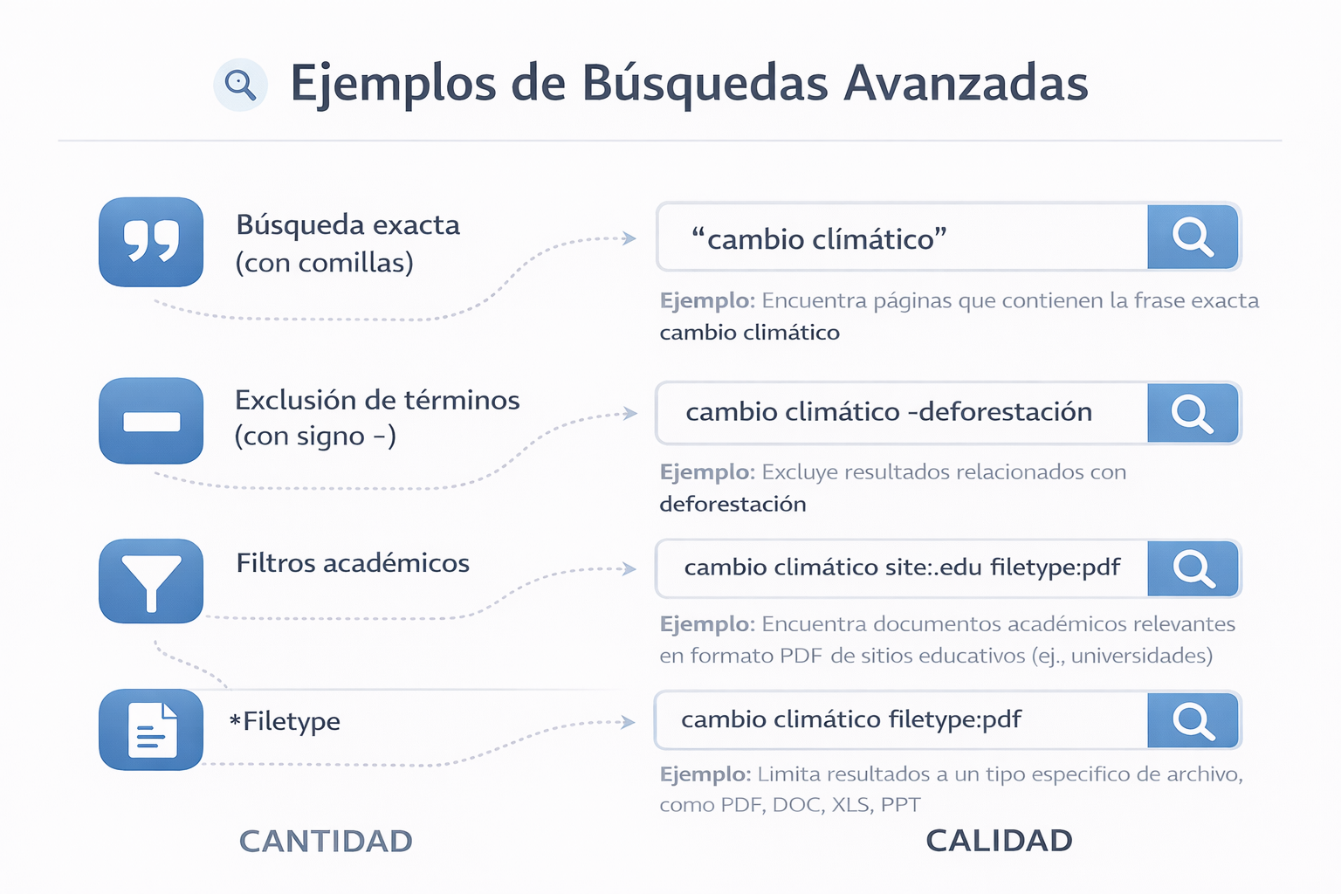 Ejemplos de Búsquedas Avanzadas
Búsqueda exacta
(con comillas)
“cambio clímático”
Ejemplo: Encuentra páginas que contienen la frase exacta
cambio climático
Exclusión de términos
(con signo –)
cambio climático -deforestación
Ejemplo: Excluye resultados relacionados con
deforestación
Filtros académicos
cambio climático site:.edu filetype:pdf
Ejemplo: Encuentra documentos académicos relevantes
en formato PDF de sitios educativos (ej., universidades)
*Filetype
cambio climático filetype:pdf
Ejemplo: Limita resultados a un tipo especifico de archivo,
como PDF, DOC, XLS, PPT
CANTIDAD
CALIDAD